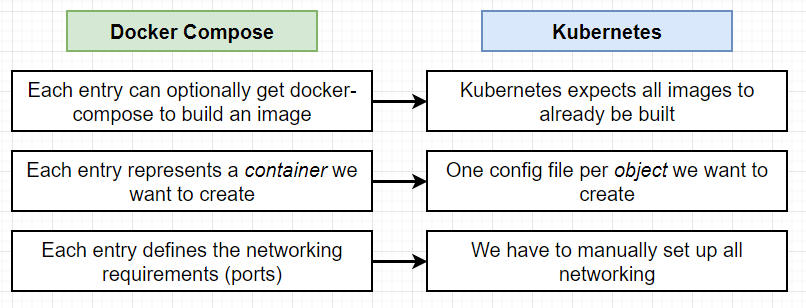 Docker Compose
Kubernetes
Each entry can optionally get docker-
compose to build an image
Kubernetes expects all images to
already be built
Each entry represents a container we
want to create
One config file per object we want to
create
Each entry defines the networking
requirements (ports)
We have to manually set up all
networking